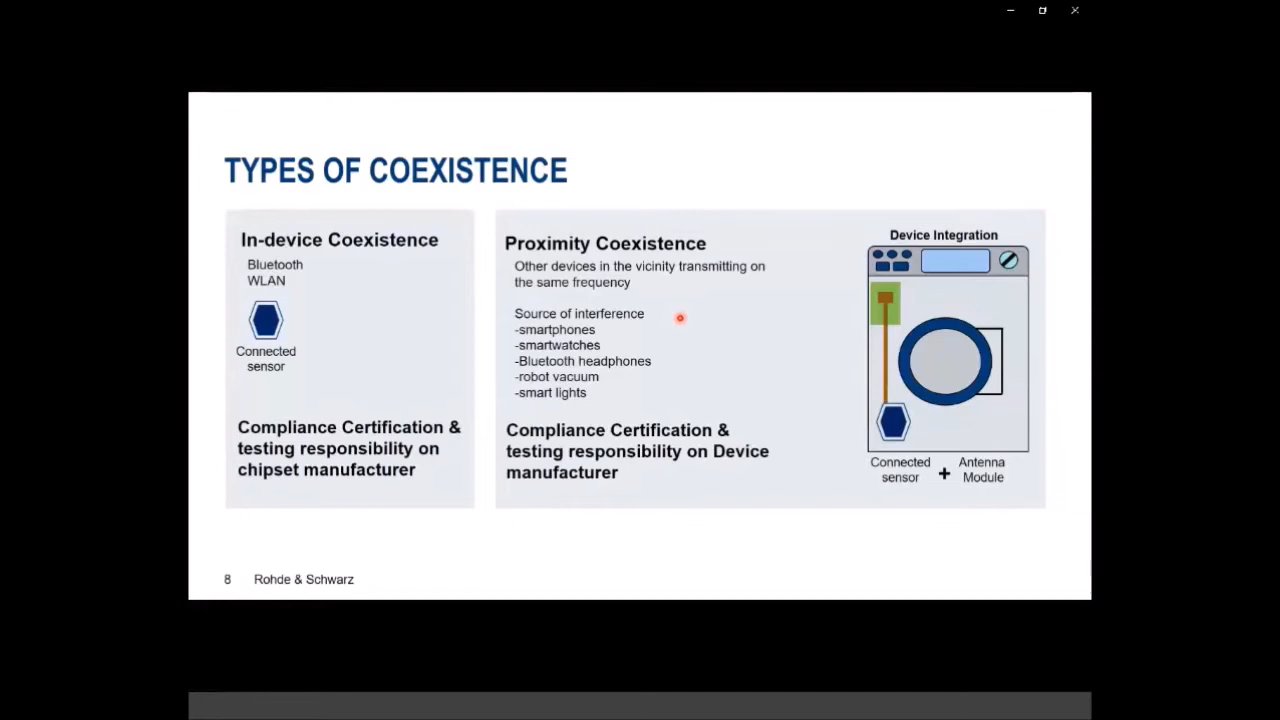 TYPES OF COEXISTENCE
In-device Coexistence
Bluetooth
WLAN
Connected
sensor
Compliance Certification &
testing responsibility on
chipset manufacturer
Proximity Coexistence
Other devices in the vicinity transmitting on
the same frequency
Source of interference
-smartphones
-smartwatches
-Bluetooth headphones
-robot vacuum
-smart lights
Compliance Certification &
testing responsibility on Device
manufacturer
Device Integration
Connected
sensor
+
Antenna
Module
8 Rohde & Schwarz